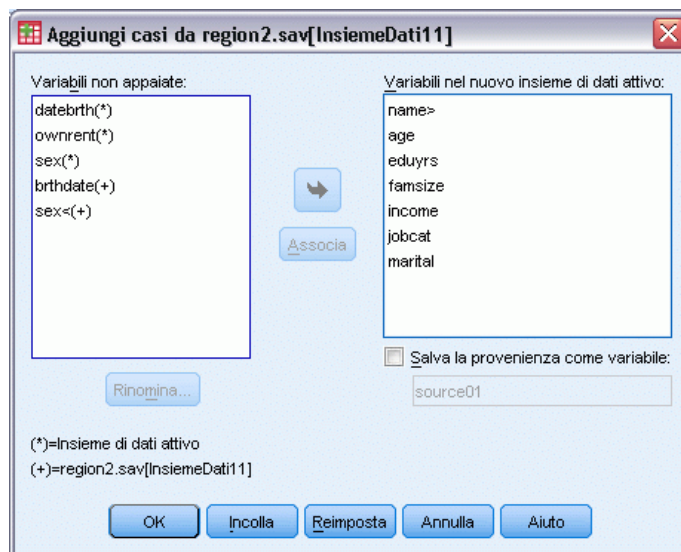 Aggiungi casi da region2.sav[InsiemeDati11]
Variabili non appaiate:
datebrth(*)
ownrent(*)
sex(*)
brthdate(+)
sex<(+)
Associa
Variabili nel nuovo insieme di dati attivo:
name>
age
eduyrs
famsize
income
jobcat
marital
Salva la provenienza come variabile:
source01
Rinomina...
(*)=Insieme di dati attivo
(+)=region2.sav[InsiemeDati11]
OK Incolla Reimposta Annulla Aiuto